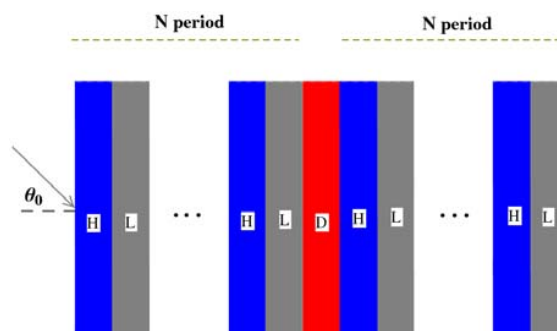 N period N period
θ0
H L ••• H L D H L ••• H L